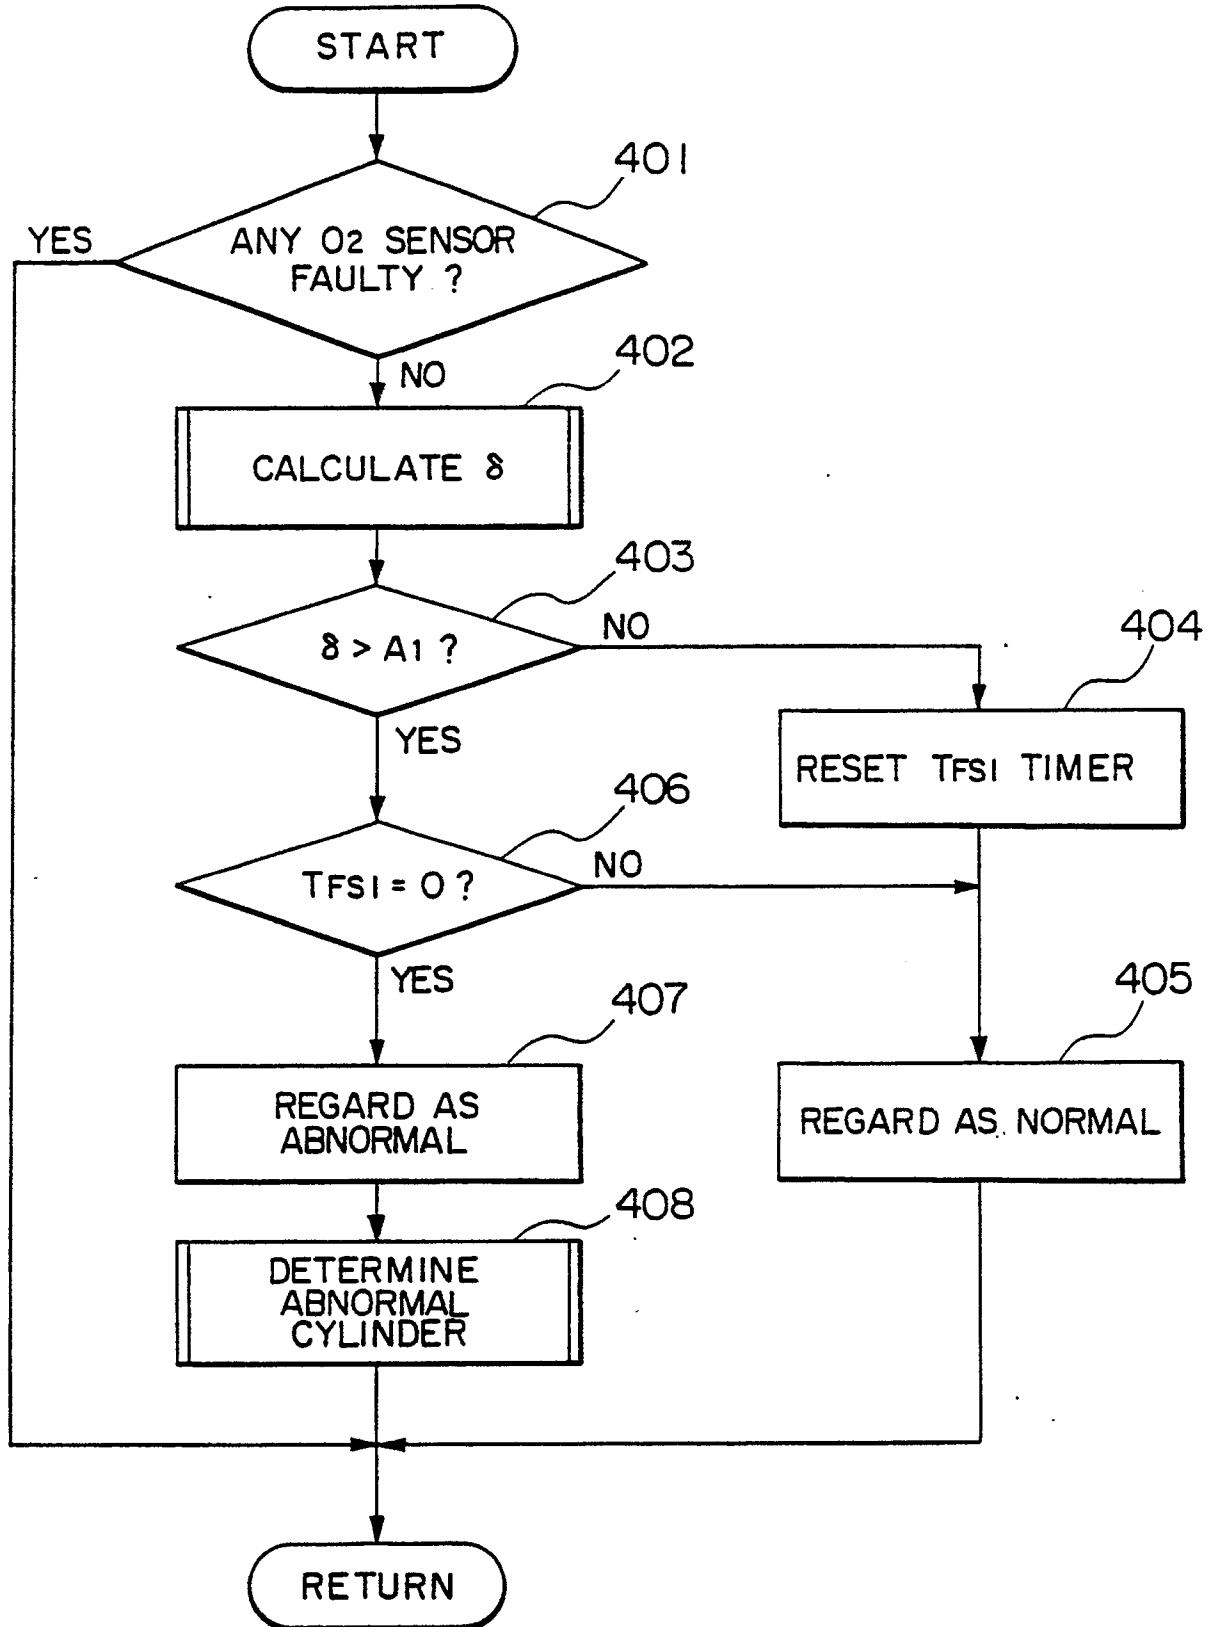 START
401
YES
ANY O2 SENSOR
FAULTY ?
NO
402
CALCULATE δ
403
δ > A1 ?
NO
404
RESET TFS1 TIMER
YES
406
TFS1 = 0 ?
NO
YES
405
407
REGARD AS
ABNORMAL
REGARD AS NORMAL
408
DETERMINE
ABNORMAL
CYLINDER
RETURN